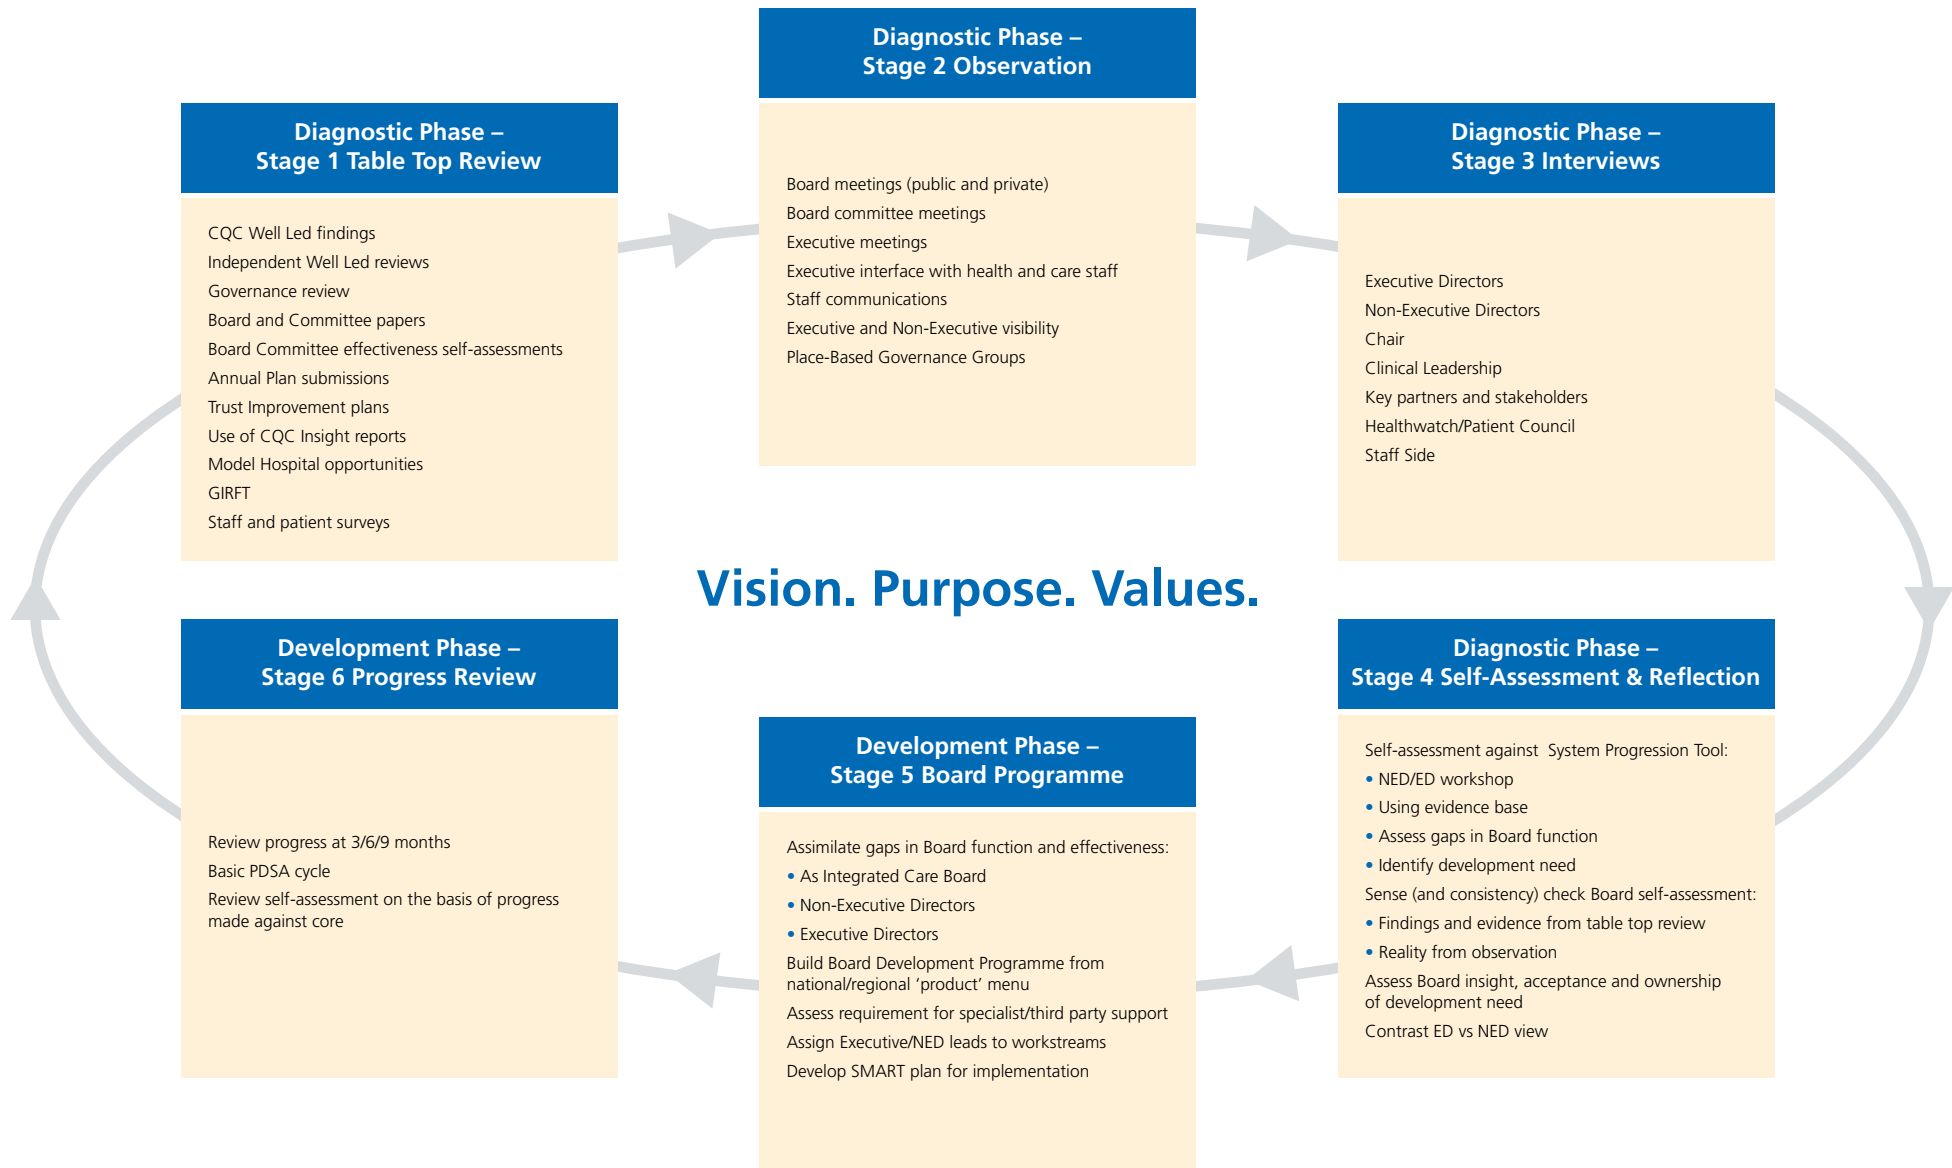 Diagnostic Phase –
Stage 1 Table Top Review
CQC Well Led findings
Independent Well Led reviews
Governance review
Board and Committee papers
Board Committee effectiveness self-assessments
Annual Plan submissions
Trust Improvement plans
Use of CQC Insight reports
Model Hospital opportunities
GIRFT
Staff and patient surveys
Diagnostic Phase –
Stage 2 Observation
Board meetings (public and private)
Board committee meetings
Executive meetings
Executive interface with health and care staff
Staff communications
Executive and Non-Executive visibility
Place-Based Governance Groups
Diagnostic Phase –
Stage 3 Interviews
Executive Directors
Non-Executive Directors
Chair
Clinical Leadership
Key partners and stakeholders
Healthwatch/Patient Council
Staff Side
Vision. Purpose. Values.
Diagnostic Phase –
Stage 4 Self-Assessment & Reflection
Self-assessment against System Progression Tool:
• NED/ED workshop
• Using evidence base
• Assess gaps in Board function
• Identify development need
Sense (and consistency) check Board self-assessment:
• Findings and evidence from table top review
• Reality from observation
Assess Board insight, acceptance and ownership
of development need
Contrast ED vs NED view
Development Phase –
Stage 5 Board Programme
Assimilate gaps in Board function and effectiveness:
• As Integrated Care Board
• Non-Executive Directors
• Executive Directors
Build Board Development Programme from
national/regional ‘product’ menu
Assess requirement for specialist/third party support
Assign Executive/NED leads to workstreams
Develop SMART plan for implementation
Development Phase –
Stage 6 Progress Review
Review progress at 3/6/9 months
Basic PDSA cycle
Review self-assessment on the basis of progress
made against core